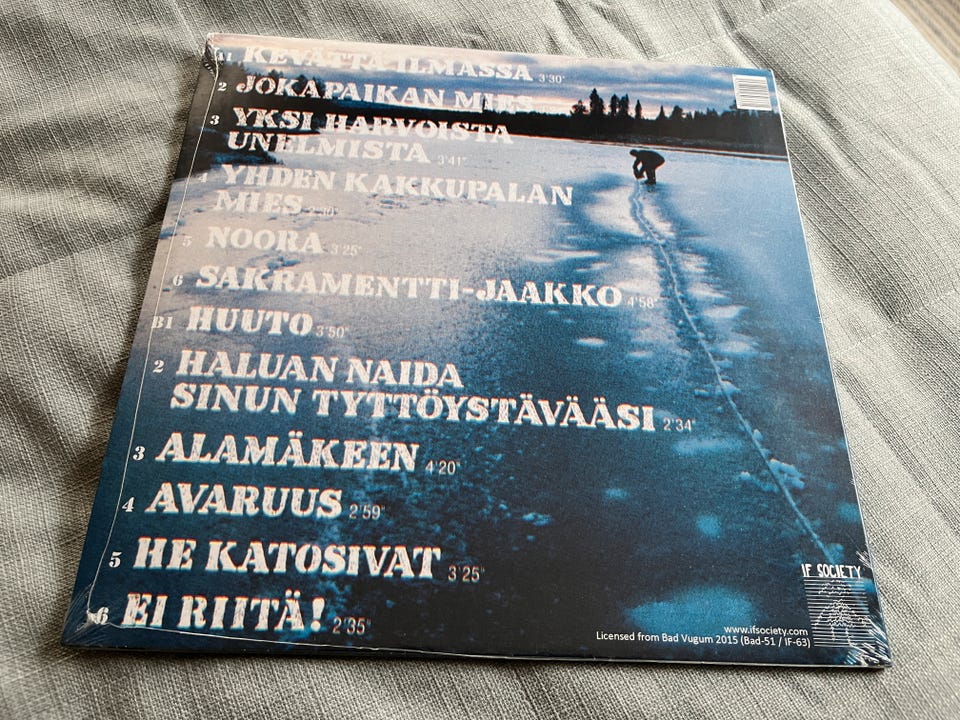 A1 KEVÄTTÄ ILMASSA 3'30"
2 JOKAPAIKAN MIES
3 YKSI HARVOISTA
UNELMISTA 3'41"
4 YHDEN KAKKUPALAN
MIES
5 NOORA 3'25"
6 SAKRAMENTTI-JAAKKO 4'58"
B1 HUUTO 3'50"
2 HALUAN NAIDA
SINUN TYTTÖYSTÄVÄÄSI 2'34"
3 ALAMÄKEEN 4'20"
4 AVARUUS 2'59"
5 HE KATOSIVAT 3'25"
6 EI RIITÄ! 2'35"
IF SOCIETY
www.ifsociety.com
Licensed from Bad Vugum 2015 (Bad-51 / IF-63)